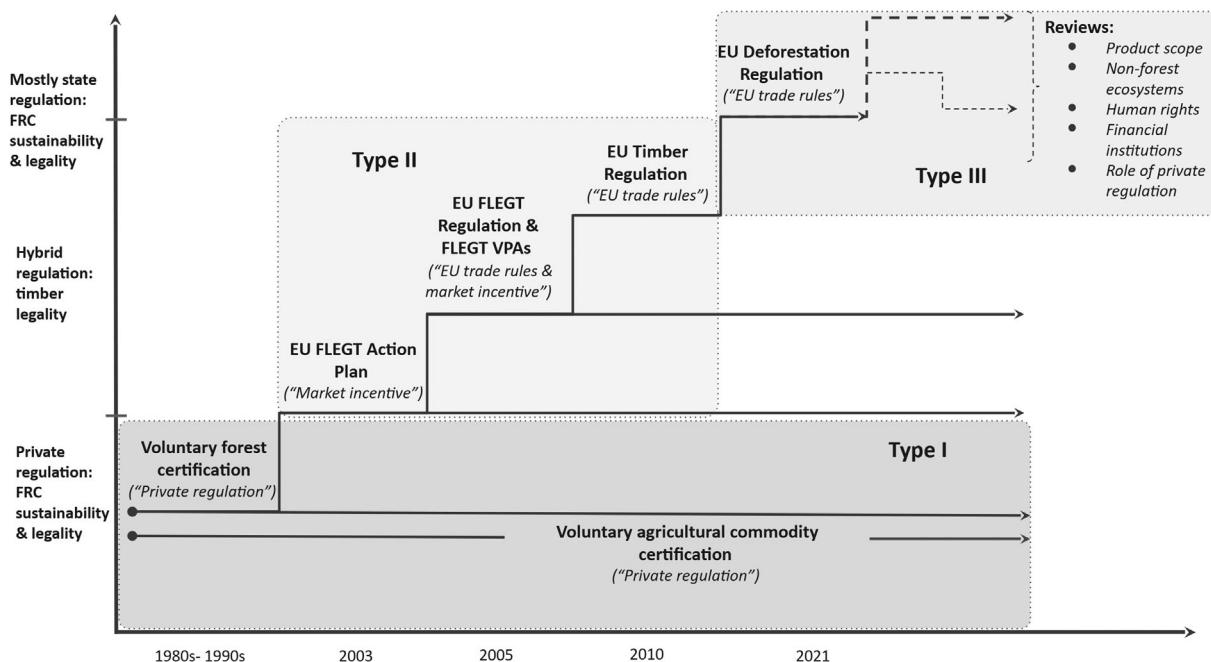 Mostly state
regulation:
FRC
sustainability
& legality)
Hybrid
regulation:
timber
legality
Private
regulation:
FRC
sustainability
& legality)
Type II
Type III
Type I
Voluntary forest
certification
(“Private regulation”)
Voluntary agricultural commodity
certification
(“Private regulation”)
EU FLEGT Action
Plan
(“Market incentive”)
EU FLEGT
Regulation &
FLEGT VPAs
(“EU trade rules &
market incentive”)
EU Timber
Regulation
(“EU trade rules”)
EU Deforestation
Regulation
(“EU trade rules”)
Reviews:
● Product scope
● Non-forest
ecosystems
● Human rights
● Financial
institutions
● Role of private
regulation
1980s- 1990s
2003
2005
2010
2021